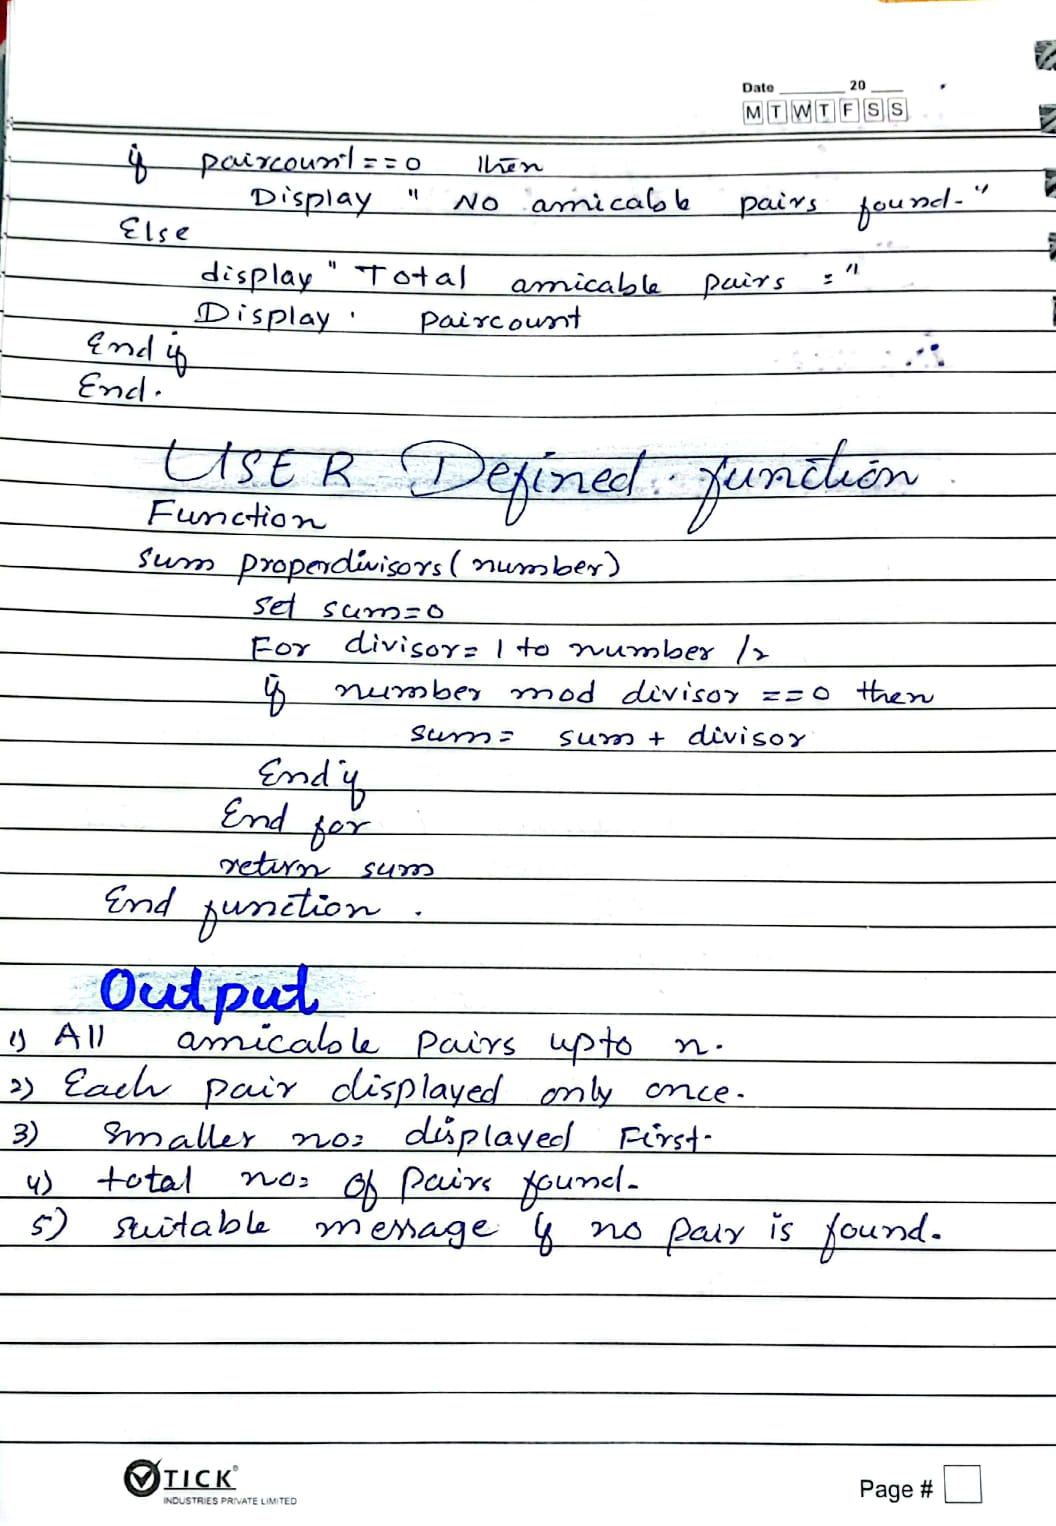 Date ____ 20 ___
M T W T F S S
if paircount == 0 then
Display " No amicable pairs found. "
Else
display " Total amicable pairs = "
Display paircount
End if
End.
USER Defined function
Function
sum properdivisors ( number )
set sum = 0
For divisor = 1 to number /2
if number mod divisor == 0 then
sum = sum + divisor
End if
End for
return sum
End function .
Output
1) All amicable Pairs upto n.
2) Each pair displayed only once.
3) Smaller no: displayed First.
4) total no: of Pairs found.
5) suitable message if no pair is found.
TICK
INDUSTRIES PRIVATE LIMITED
Page #